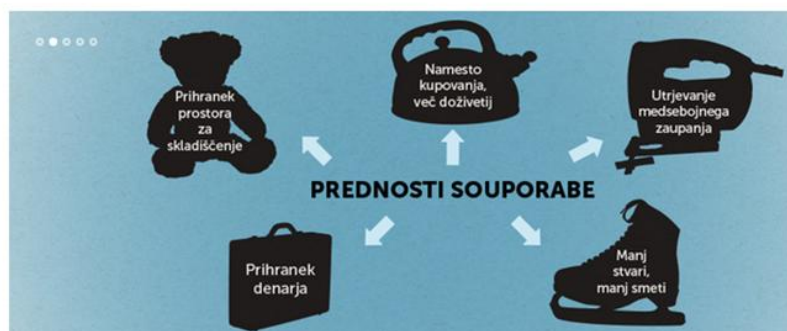 Prihranek
prostora
za
skladiščenje
Namesto
kupovanja,
več doživetij
Utrjevanje
medsebojnega
zaupanja
PREDNOSTI SOUPORABE
Prihranek
denarja
Manj
stvari,
manj smeti